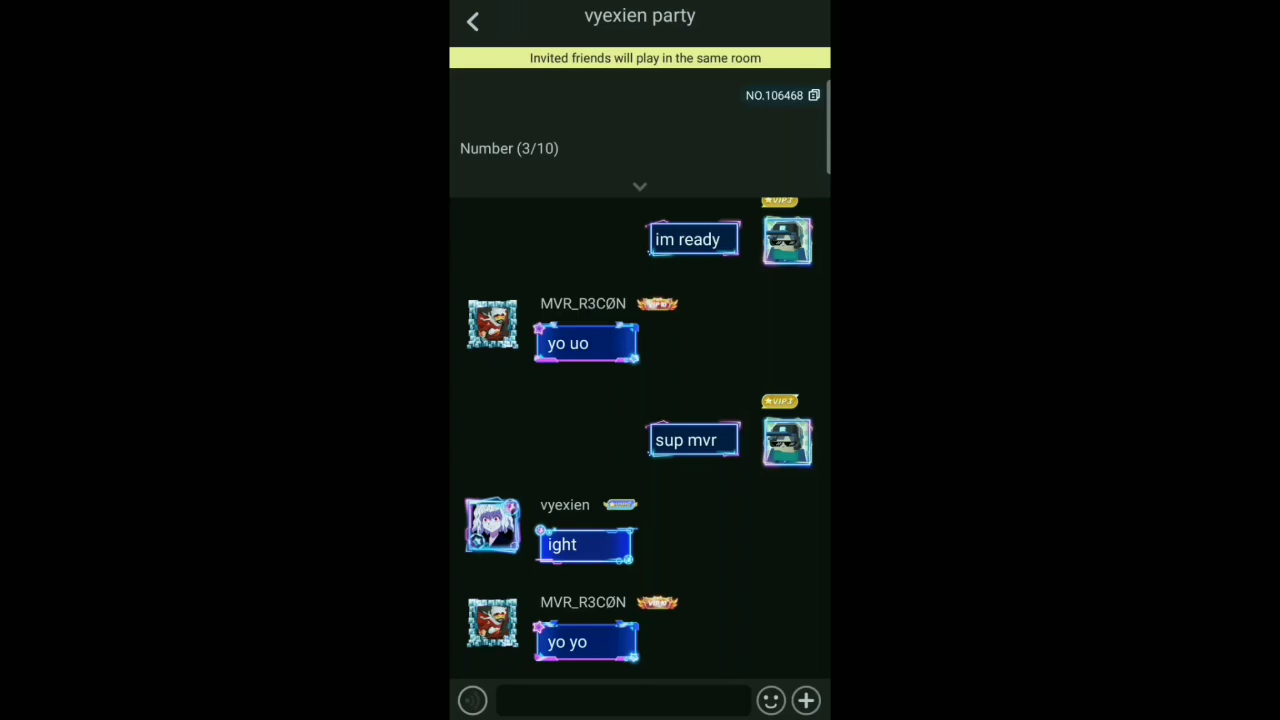 vyexien party
Invited friends will play in the same room
NO.106468
Number (3/10)
im ready
MVR_R3CØN
yo uo
sup mvr
vyexien
ight
MVR_R3CØN
yo yo